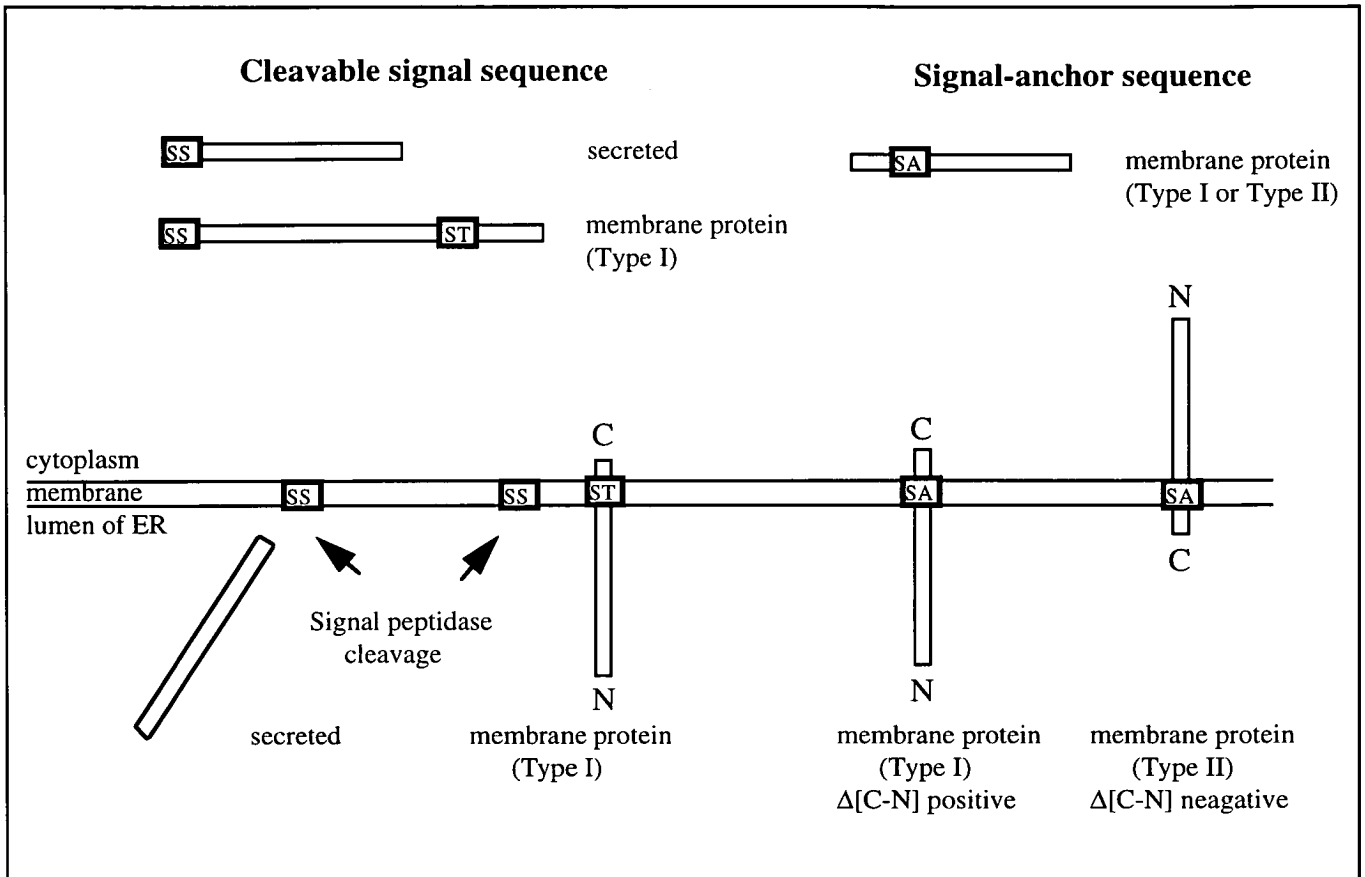 Cleavable signal sequence
Signal-anchor sequence
SS
secreted
SS
ST
membrane protein
(Type I)
SA
membrane protein
(Type I or Type II)
N
C
C
cytoplasm
membrane
lumen of ER
SS
SS
ST
SA
SA
C
Signal peptidase
cleavage
N
N
secreted
membrane protein
(Type I)
membrane protein
(Type I)
Δ[C-N] positive
membrane protein
(Type II)
Δ[C-N] neagative